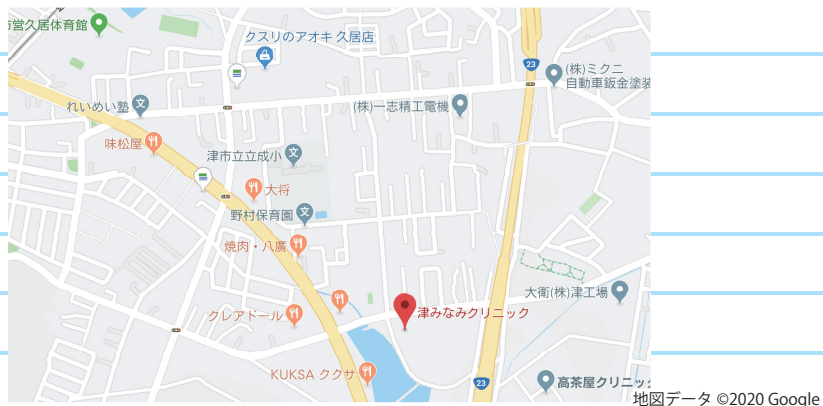 市営久居体育館
クスリのアオキ 久居店
23
(株)ミクニ
自動車鈑金塗装
れいめい塾
文
(株)一志精工電機
味松屋
津市立立成小
文
大将
野村保育園
文
焼肉・八廣
大衛(株)津工場
津みなみクリニック
クレアドール
KUKSA ククサ
23
高茶屋クリニック
地図データ ©2020 Google